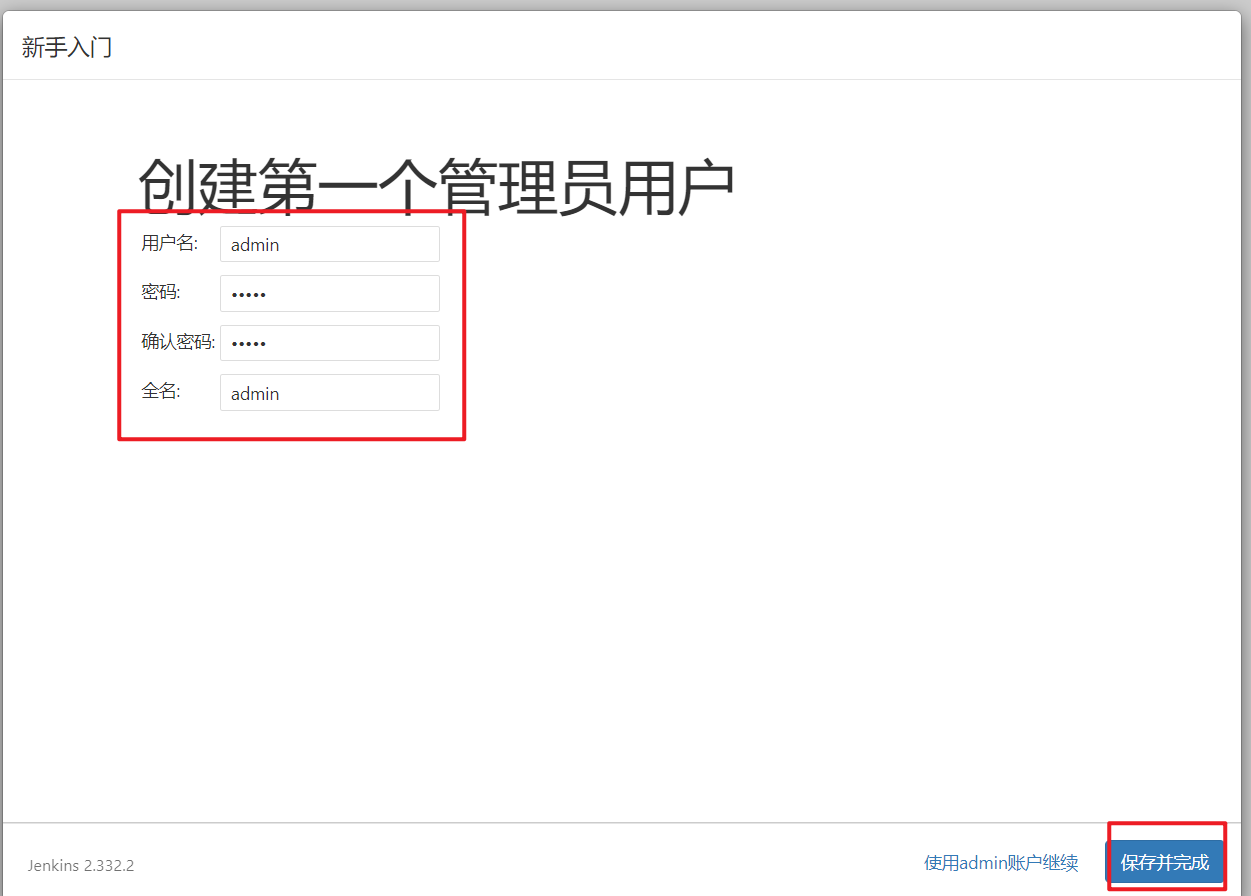 新手入门
创建第一个管理员用户
用户名: admin
密码: •••••
确认密码: •••••
全名: admin
Jenkins 2.332.2 使用admin账户继续 保存并完成